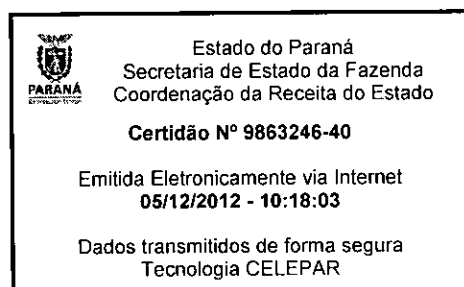 Estado do Paraná
Secretaria de Estado da Fazenda
PARANÁ
Coordenação da Receita do Estado
Certidão Nº 9863246-40
Emitida Eletronicamente via Internet
05/12/2012 - 10:18:03
Dados transmitidos de forma segura
Tecnologia CELEPAR